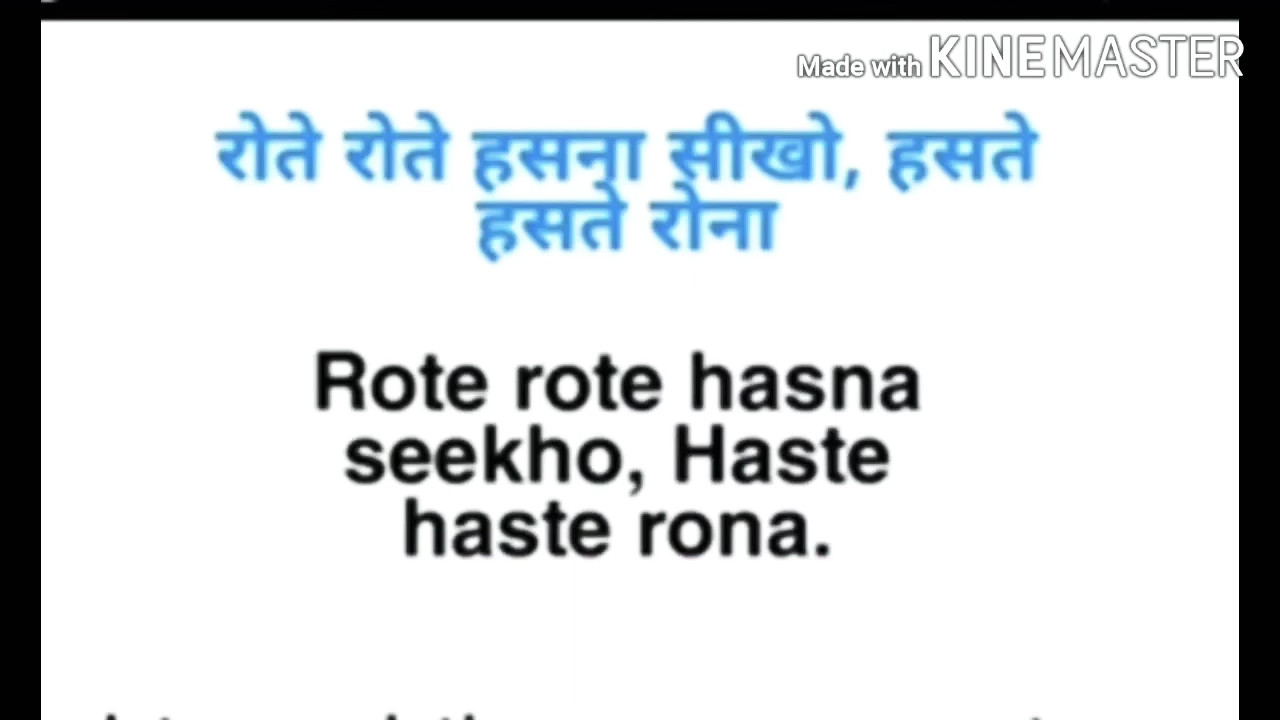 Made with KINEMASTER
रोते रोते हसना सीखो, हसते
हसते रोना
Rote rote hasna
seekho, Haste
haste rona.